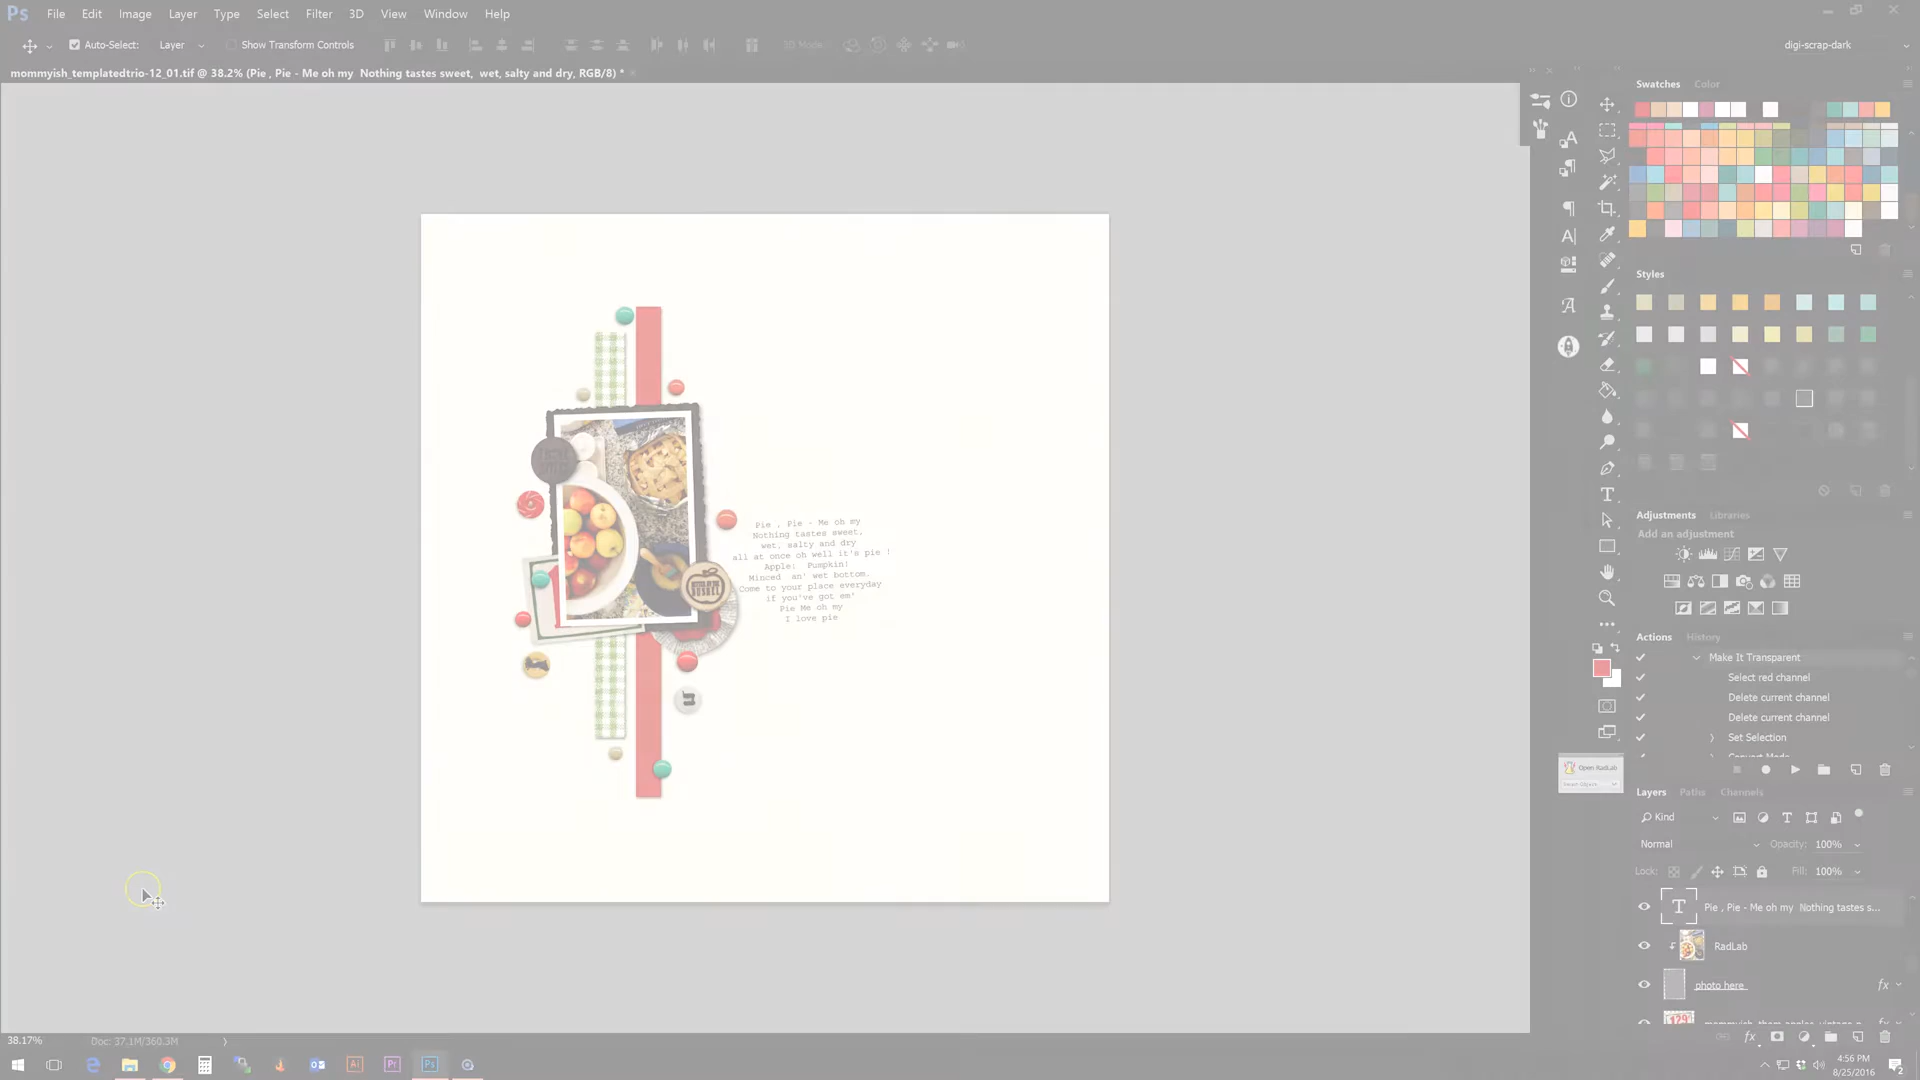 Ps File Edit Image Layer Type Select Filter 3D View Window Help
Auto-Select: Layer Show Transform Controls 3D Mode
digi-scrap-dark
mommyish_templatedtrio-12_01.tif @ 38.2% (Pie , Pie - Me oh my  Nothing tastes sweet,  wet, salty and dry, RGB/8) *
Swatches Color
Styles
Pie , Pie - Me oh my
Nothing tastes sweet,
wet, salty and dry
all at once oh well it's pie !
Apple:  Pumpkin!
Minced  an' wet bottom.
Come to your place everyday
if you've got em'
Pie Me oh my
I love pie
Adjustments Libraries
Add an adjustment
Actions History
Make It Transparent
Select red channel
Delete current channel
Delete current channel
Set Selection
Convert Mode
Open RadLab
Layers Paths Channels
Kind
Normal Opacity: 100%
Lock: Fill: 100%
Pie , Pie - Me oh my  Nothing tastes s...
RadLab
photo here
fx
38.17% Doc: 37.1M/360.3M
4:56 PM
8/25/2016